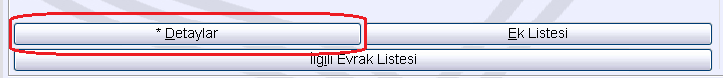 * Detaylar
Ek Listesi
İlgili Evrak Listesi